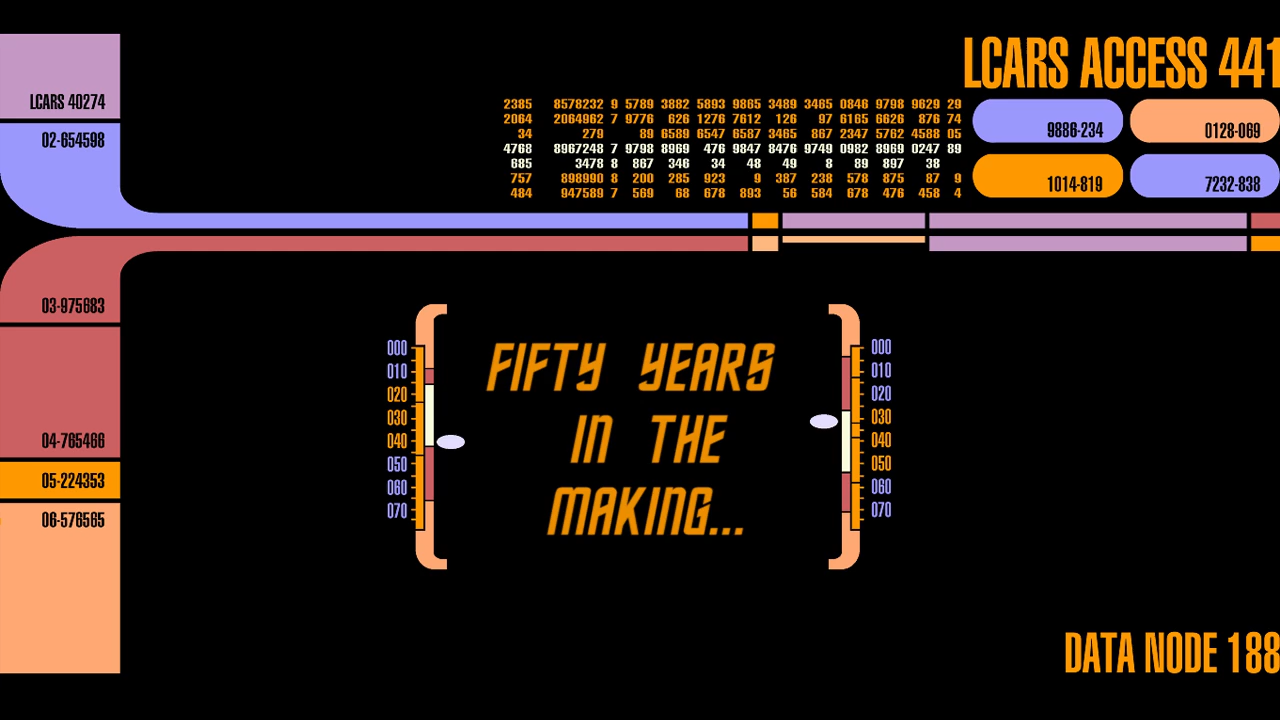 LCARS ACCESS 441
LCARS 40274
02-654598
2385 8578232 9 5789 3882 5893 9865 3489 3465 0846 9798 9629 29
2064 2064962 7 9776 626 1276 7612 126 97 6165 6626 876 74
34 279 89 6589 6547 6587 3465 867 2347 5762 4588 05
4768 8967248 7 9798 8969 476 9847 8476 9749 0982 8969 0247 89
685 3478 8 867 346 34 48 49 8 89 897 38
757 898990 8 200 285 923 9 387 238 578 875 87 9
484 947589 7 569 68 678 893 56 584 678 476 458 4
9886-234
0128-069
1014-819
7232-838
03-975683
04-765466
05-224353
06-576565
000
010
020
030
040
050
060
070
FIFTY YEARS
IN THE
MAKING...
000
010
020
030
040
050
060
070
DATA NODE 188